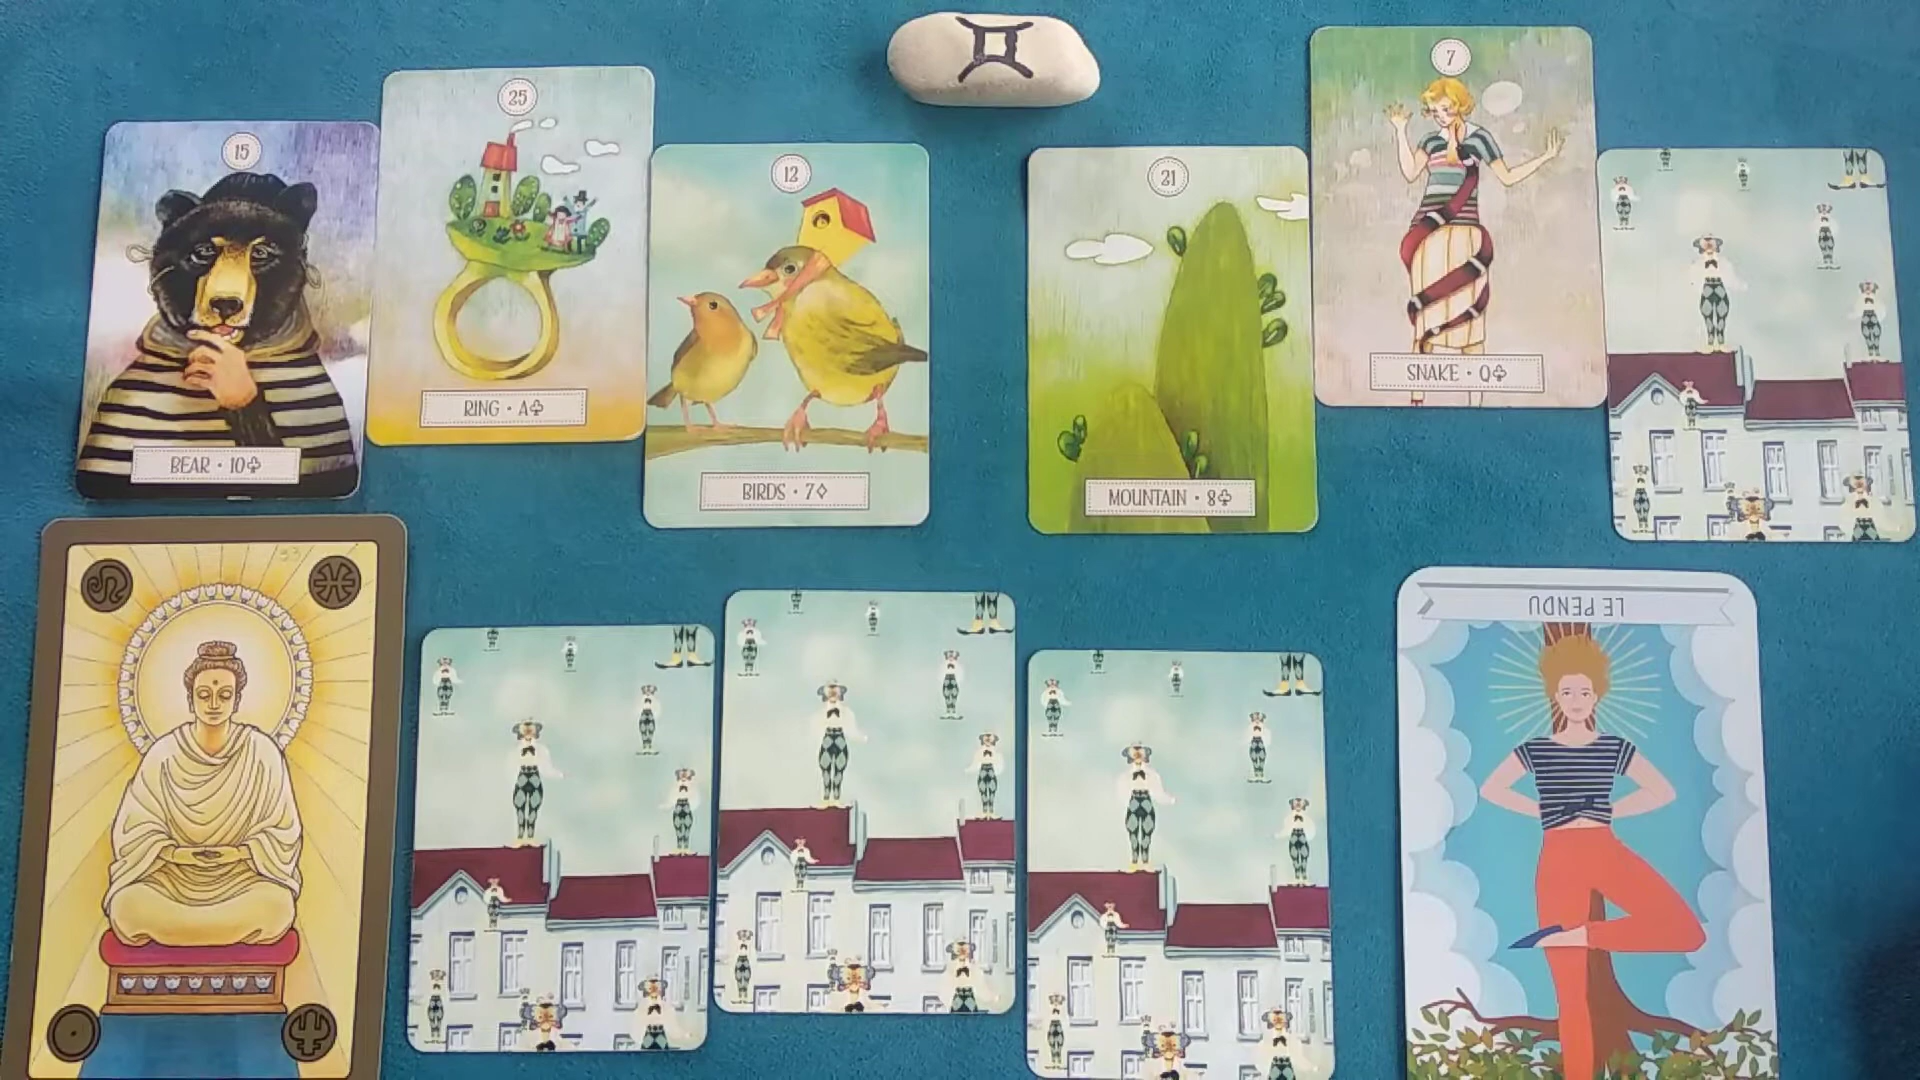 15
BEAR · 10♣
25
RING · A♣
12
BIRDS · 7♢
21
MOUNTAIN · 8♣
7
SNAKE · Q♣
LE PENDU